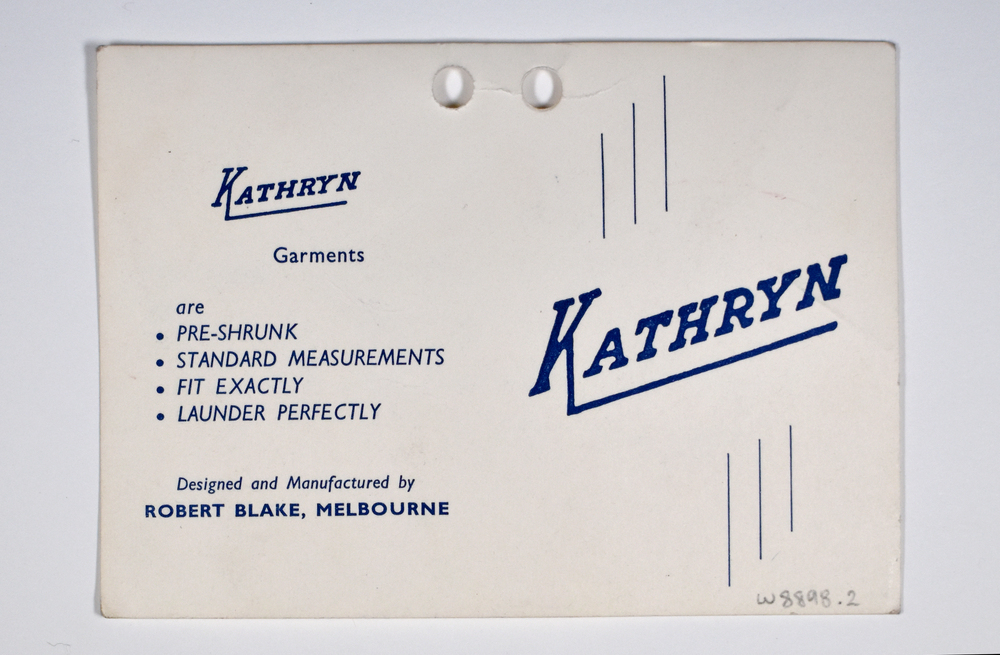 KATHRYN
Garments
are
• PRE-SHRUNK
• STANDARD MEASUREMENTS
• FIT EXACTLY
• LAUNDER PERFECTLY
Designed and Manufactured by
ROBERT BLAKE, MELBOURNE
KATHRYN
W8898.2